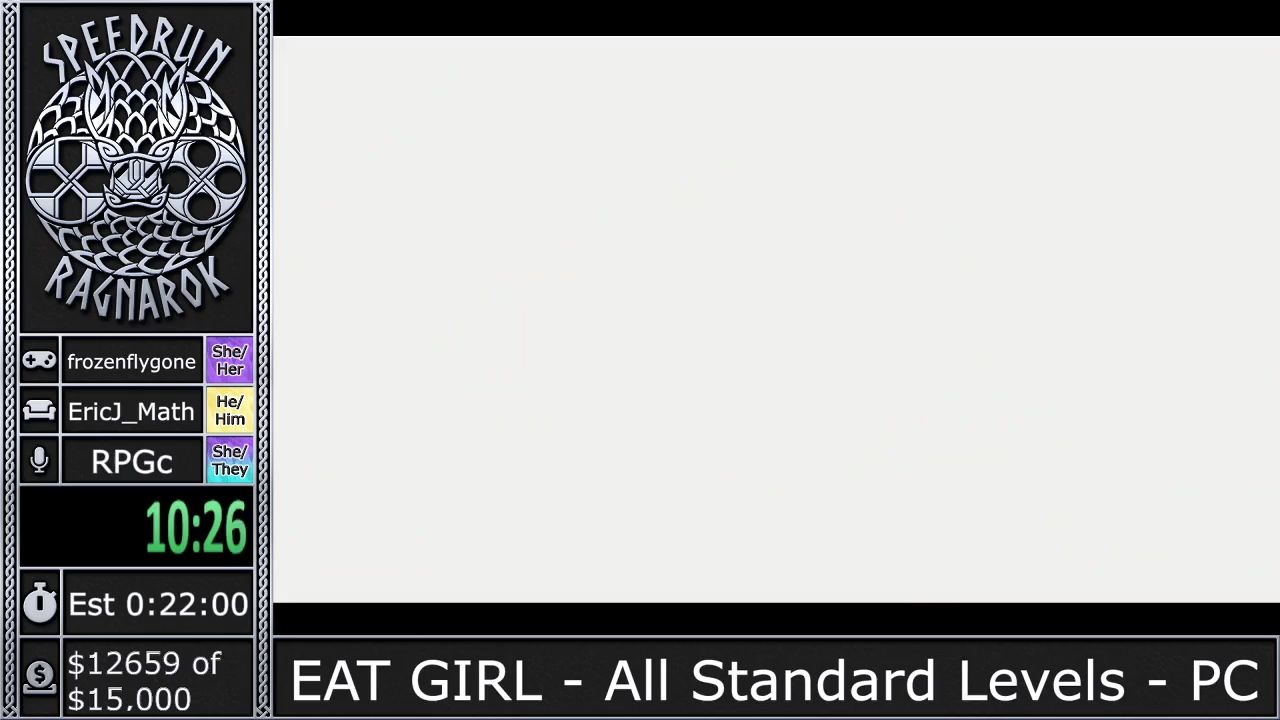 SPEEDRUN
RAGNAROK
frozenflygone
She/
Her
EricJ_Math
He/
Him
RPGc
She/
They
10:26
Est 0:22:00
$12659 of
$15,000
EAT GIRL - All Standard Levels - PC